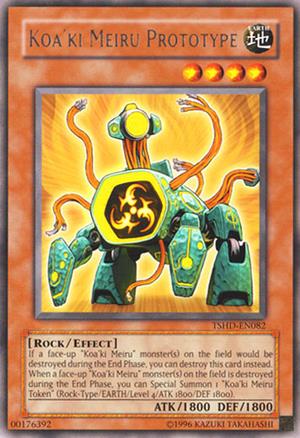 Koa'ki Meiru Prototype
EARTH
地
TSHD-EN082
[Rock/Effect]
If a face-up "Koa'ki Meiru" monster(s) on the field would be
destroyed during the End Phase, you can destroy this card instead.
When a face-up "Koa'ki Meiru" monster(s) on the field is destroyed
during the End Phase, you can Special Summon 1 "Koa'ki Meiru
Token" (Rock-Type/EARTH/Level 4/ATK 1800/DEF 1800).
ATK/1800 DEF/1800
00176392
©1996 KAZUKI TAKAHASHI